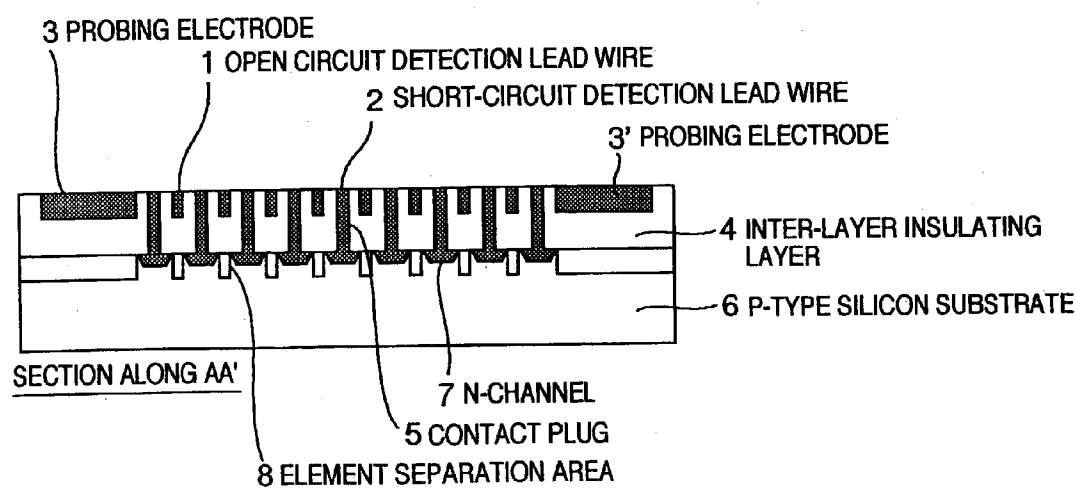 3 PROBING ELECTRODE
1 OPEN CIRCUIT DETECTION LEAD WIRE
2 SHORT-CIRCUIT DETECTION LEAD WIRE
3' PROBING ELECTRODE
4 INTER-LAYER INSULATING
LAYER
6 P-TYPE SILICON SUBSTRATE
SECTION ALONG AA'
7 N-CHANNEL
5 CONTACT PLUG
8 ELEMENT SEPARATION AREA